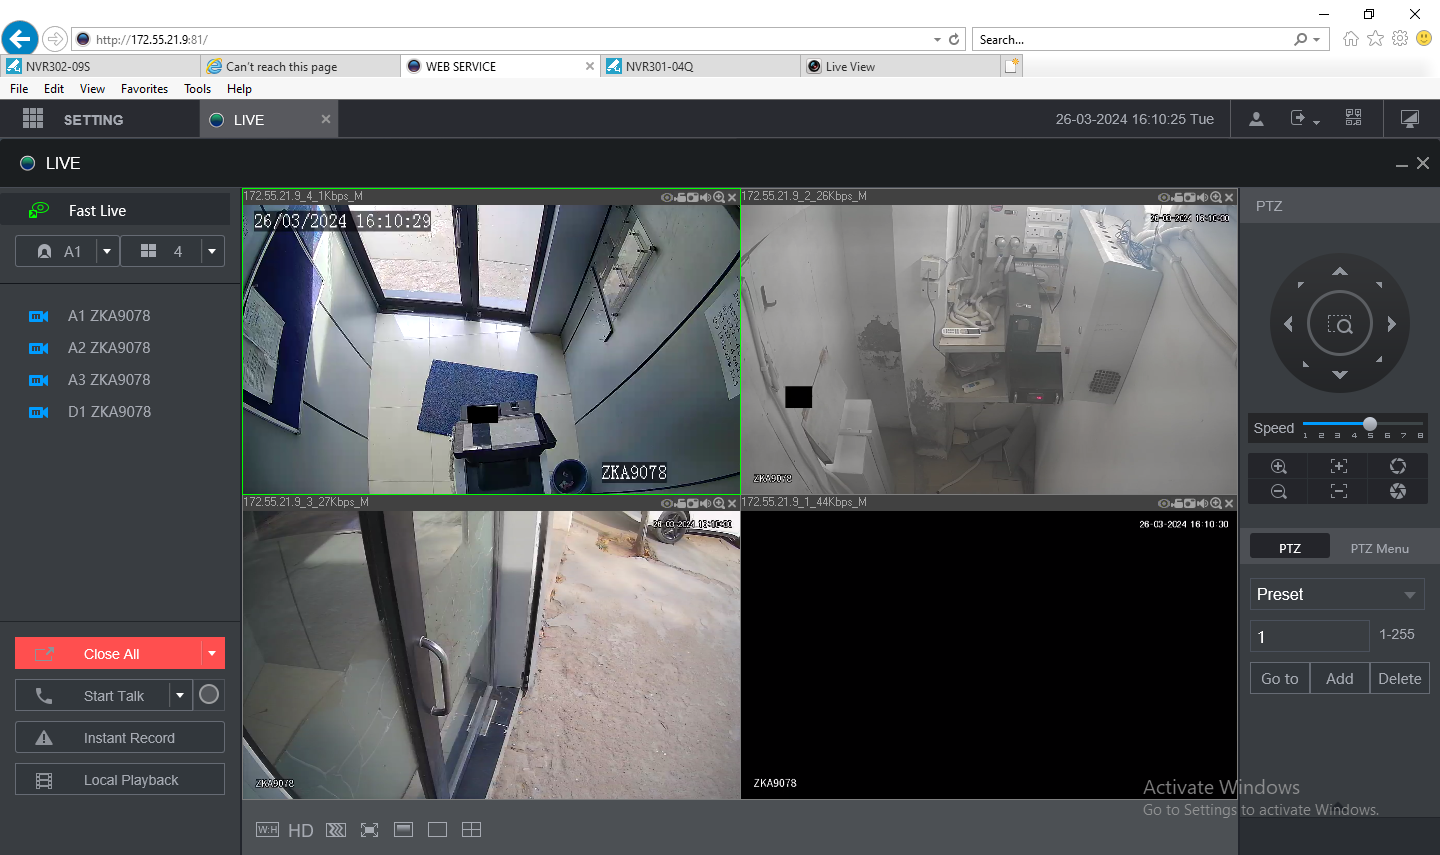 http://172.55.21.9:81/
Search...
NVR302-09S
Can't reach this page
WEB SERVICE
NVR301-04Q
Live View
File Edit View Favorites Tools Help
SETTING
LIVE
26-03-2024 16:10:25 Tue
LIVE
Fast Live
A1
4
A1 ZKA9078
A2 ZKA9078
A3 ZKA9078
D1 ZKA9078
Close All
Start Talk
Instant Record
Local Playback
172.55.21.9_4_1Kbps_M
26/03/2024 16:10:29
ZKA9078
172.55.21.9_2_26Kbps_M
26-03-2024 16:10:30
ZKA9078
172.55.21.9_3_27Kbps_M
26-03-2024 16:10:30
ZKA9078
172.55.21.9_1_44Kbps_M
26-03-2024 16:10:30
ZKA9078
W:H HD
PTZ
Speed
1 2 3 4 5 6 7 8
PTZ
PTZ Menu
Preset
1
1-255
Go to
Add
Delete
Activate Windows
Go to Settings to activate Windows.